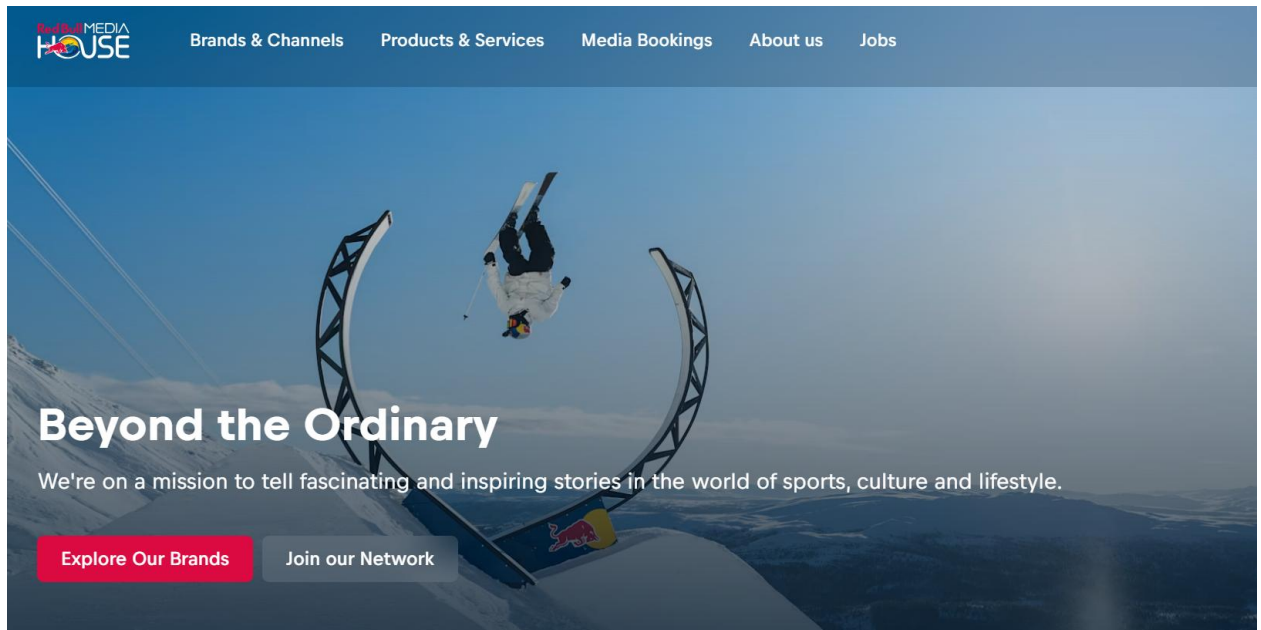 Red Bull MEDIA
HOUSE
Brands & Channels Products & Services Media Bookings About us Jobs
Beyond the Ordinary
We're on a mission to tell fascinating and inspiring stories in the world of sports, culture and lifestyle.
Explore Our Brands Join our Network